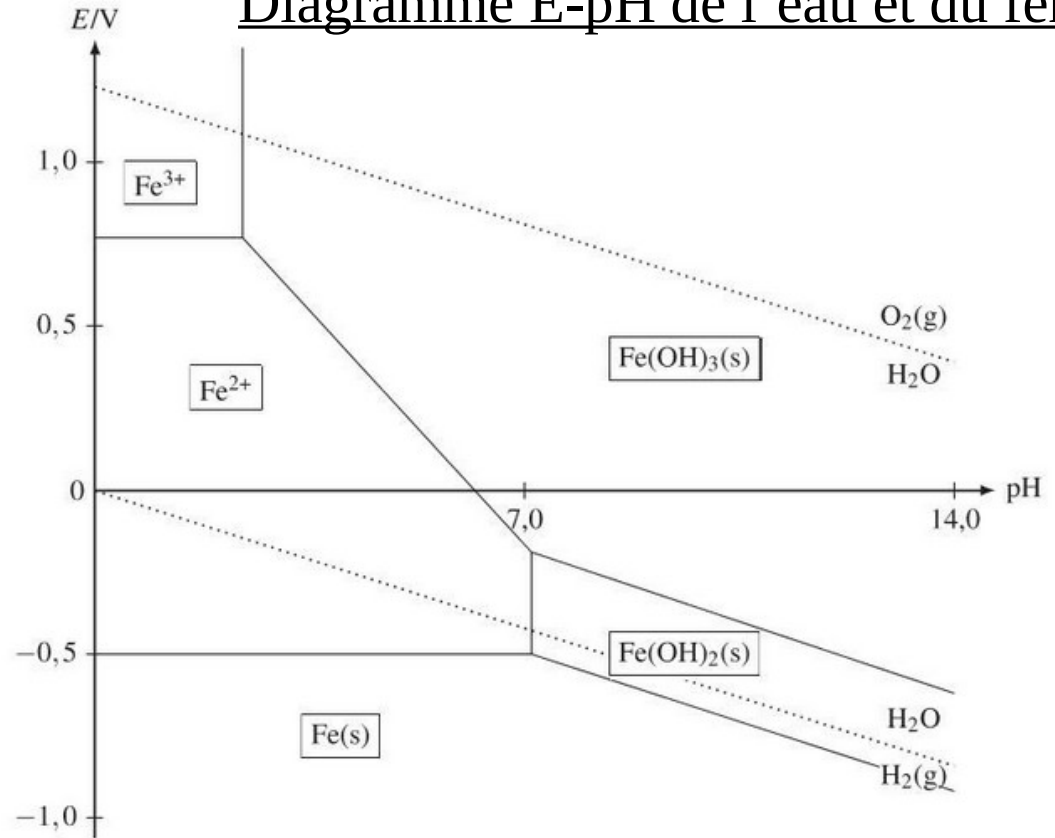 Diagramme E-pH de l'eau et du fer
E/V
1,0
Fe3+
0,5
O2(g)
Fe(OH)3(s)
H2O
Fe2+
0
pH
7,0
14,0
−0,5
Fe(OH)2(s)
H2O
Fe(s)
H2(g)
−1,0